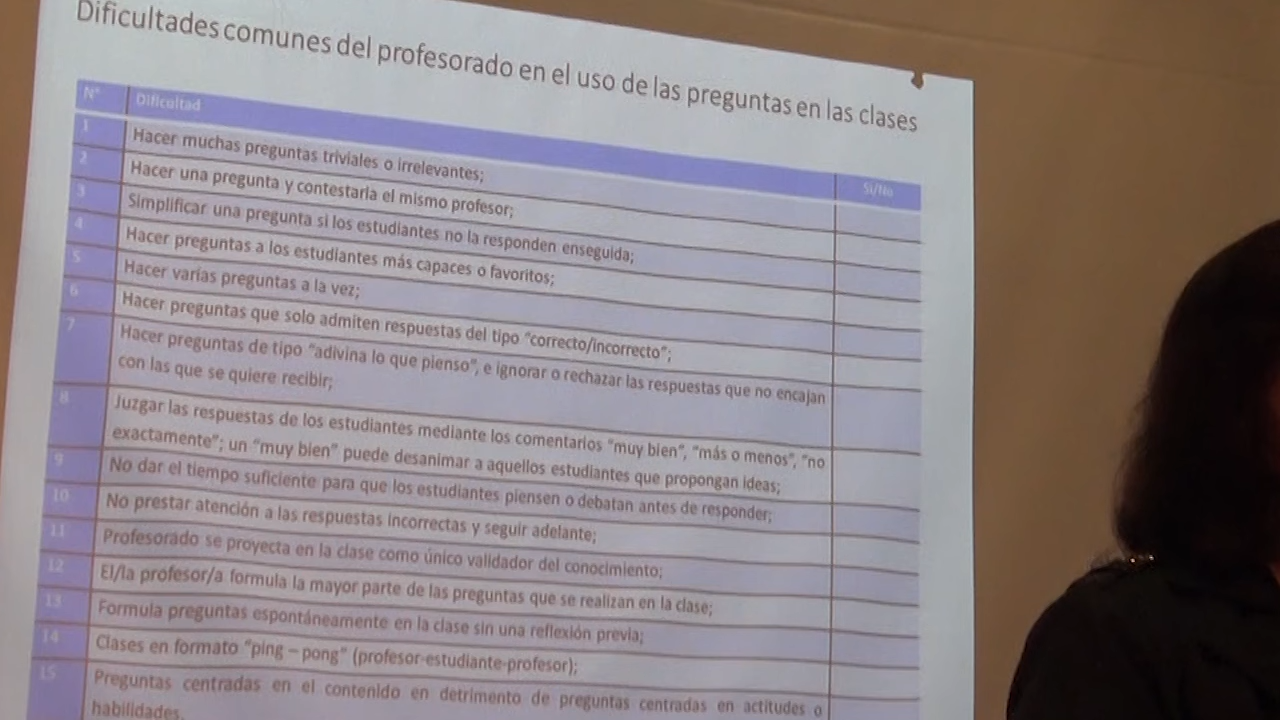 Dificultades comunes del profesorado en el uso de las preguntas en las clases
N° Dificultad Si/No
1 Hacer muchas preguntas triviales o irrelevantes;
2 Hacer una pregunta y contestarla el mismo profesor;
3 Simplificar una pregunta si los estudiantes no la responden enseguida;
4 Hacer preguntas a los estudiantes más capaces o favoritos;
5 Hacer varias preguntas a la vez;
6 Hacer preguntas que solo admiten respuestas del tipo “correcto/incorrecto”;
7 Hacer preguntas de tipo “adivina lo que pienso”, e ignorar o rechazar las respuestas que no encajan
con las que se quiere recibir;
8 Juzgar las respuestas de los estudiantes mediante los comentarios “muy bien”, “más o menos”, “no
exactamente”; un “muy bien” puede desanimar a aquellos estudiantes que propongan ideas;
9 No dar el tiempo suficiente para que los estudiantes piensen o debatan antes de responder;
10 No prestar atención a las respuestas incorrectas y seguir adelante;
11 Profesorado se proyecta en la clase como único validador del conocimiento;
12 El/la profesor/a formula la mayor parte de las preguntas que se realizan en la clase;
13 Formula preguntas espontáneamente en la clase sin una reflexión previa;
14 Clases en formato “ping – pong” (profesor-estudiante-profesor);
15 Preguntas centradas en el contenido en detrimento de preguntas centradas en actitudes o
habilidades.